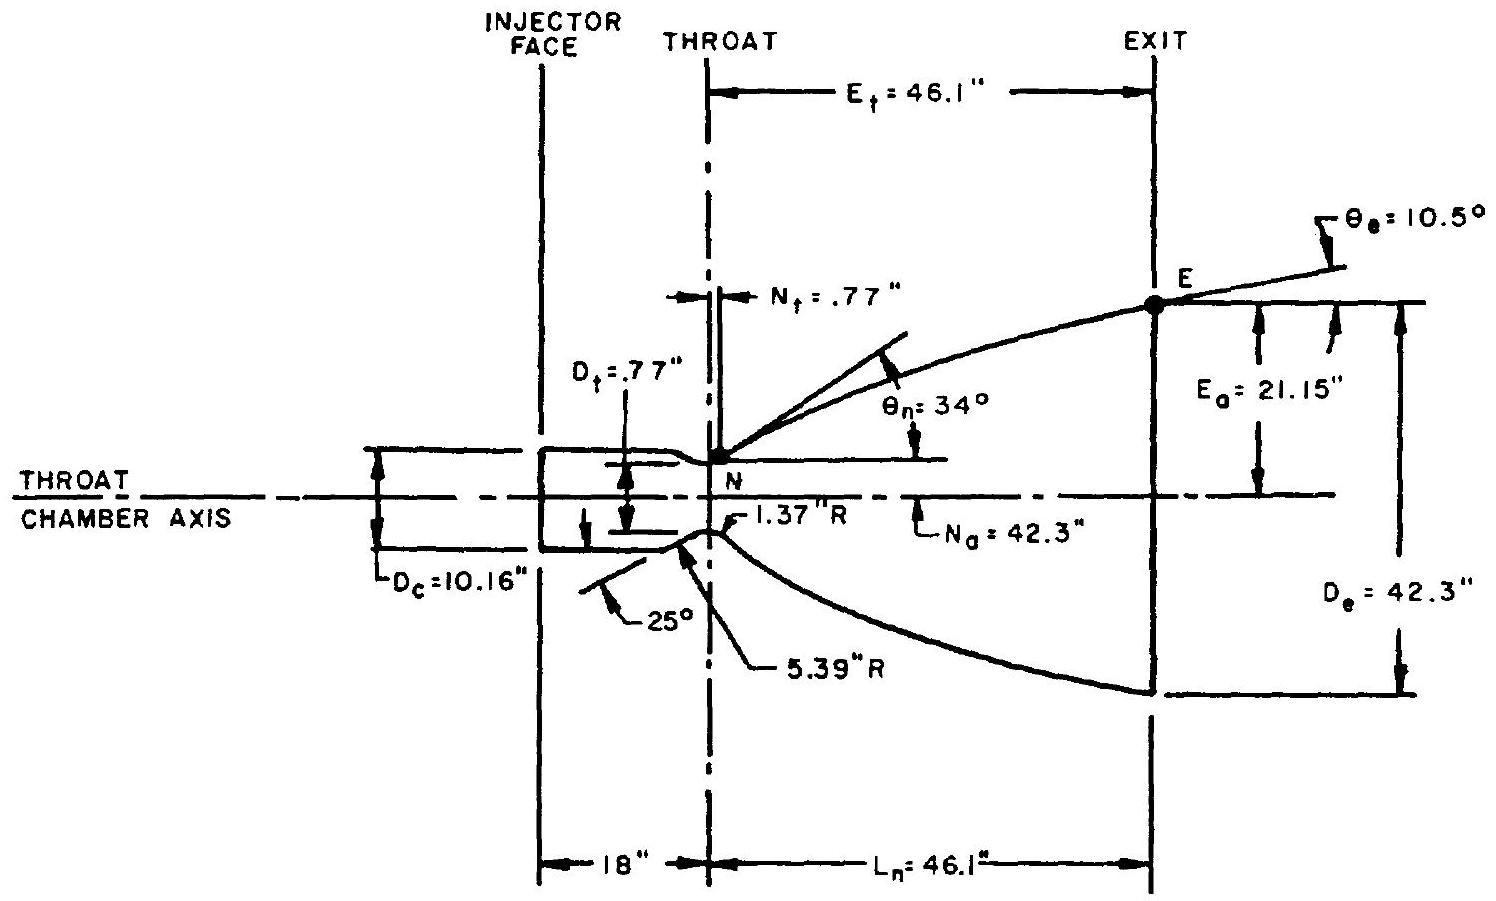 INJECTOR
FACE
THROAT
EXIT
Et = 46.1"
θe = 10.5°
E
Nt = .77"
Dt = .77"
Ea = 21.15"
θn = 34°
THROAT
CHAMBER AXIS
N
1.37"R
Na = 42.3"
Dc = 10.16"
De = 42.3"
25°
5.39"R
18"
Ln = 46.1"